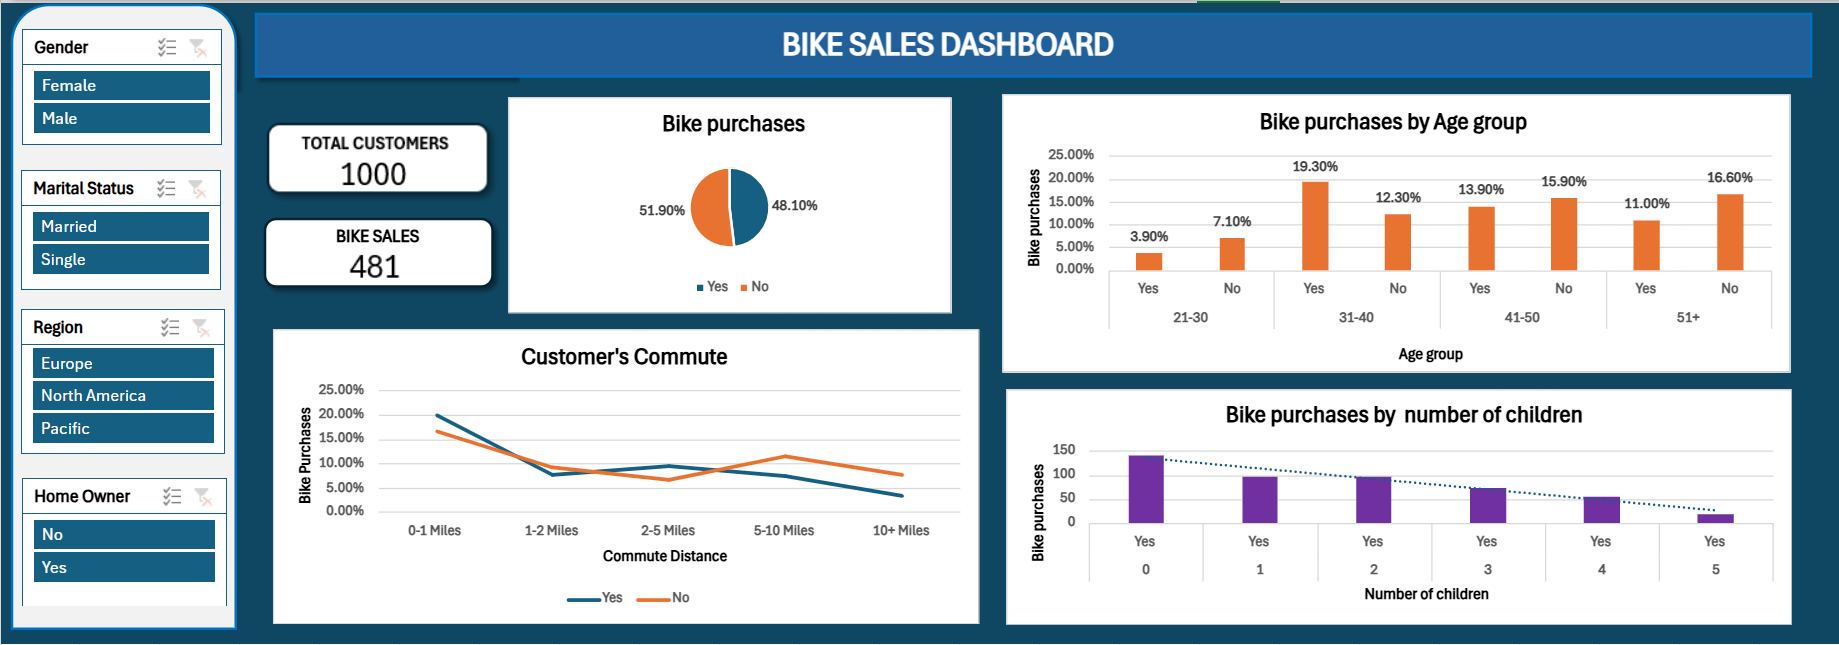 BIKE SALES DASHBOARD
Gender
Female
Male
Marital Status
Married
Single
Region
Europe
North America
Pacific
Home Owner
No
Yes
TOTAL CUSTOMERS
1000
BIKE SALES
481
Bike purchases
51.90%
48.10%
Yes No
Bike purchases by Age group
Bike purchases
25.00%
20.00%
15.00%
10.00%
5.00%
0.00%
3.90%
7.10%
19.30%
12.30%
13.90%
15.90%
11.00%
16.60%
Yes No Yes No Yes No Yes No
21-30 31-40 41-50 51+
Age group
Customer's Commute
Bike Purchases
25.00%
20.00%
15.00%
10.00%
5.00%
0.00%
0-1 Miles 1-2 Miles 2-5 Miles 5-10 Miles 10+ Miles
Commute Distance
Yes No
Bike purchases by number of children
Bike purchases
150
100
50
0
Yes Yes Yes Yes Yes Yes
0 1 2 3 4 5
Number of children